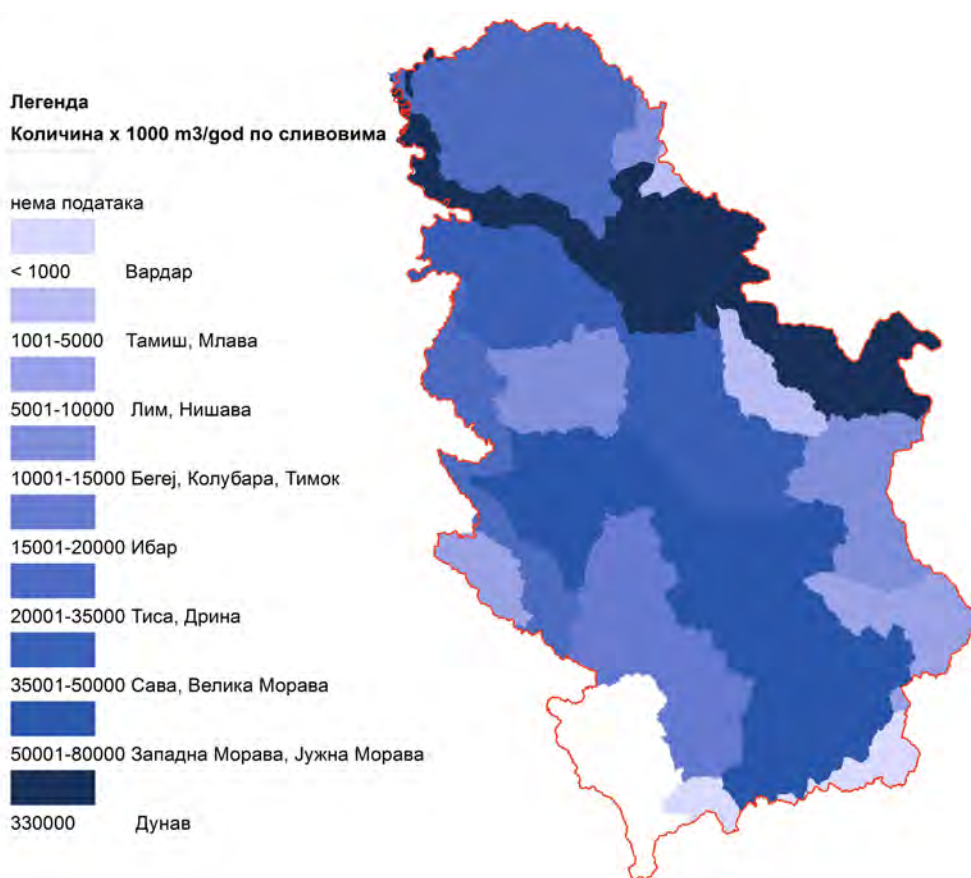 Легенда
Количина x 1000 m3/god по сливовима
нема података
< 1000 Вардар
1001-5000 Тамиш, Млава
5001-10000 Лим, Нишава
10001-15000 Бегеј, Колубара, Тимок
15001-20000 Ибар
20001-35000 Тиса, Дрина
35001-50000 Сава, Велика Морава
50001-80000 Западна Морава, Јужна Морава
330000 Дунав